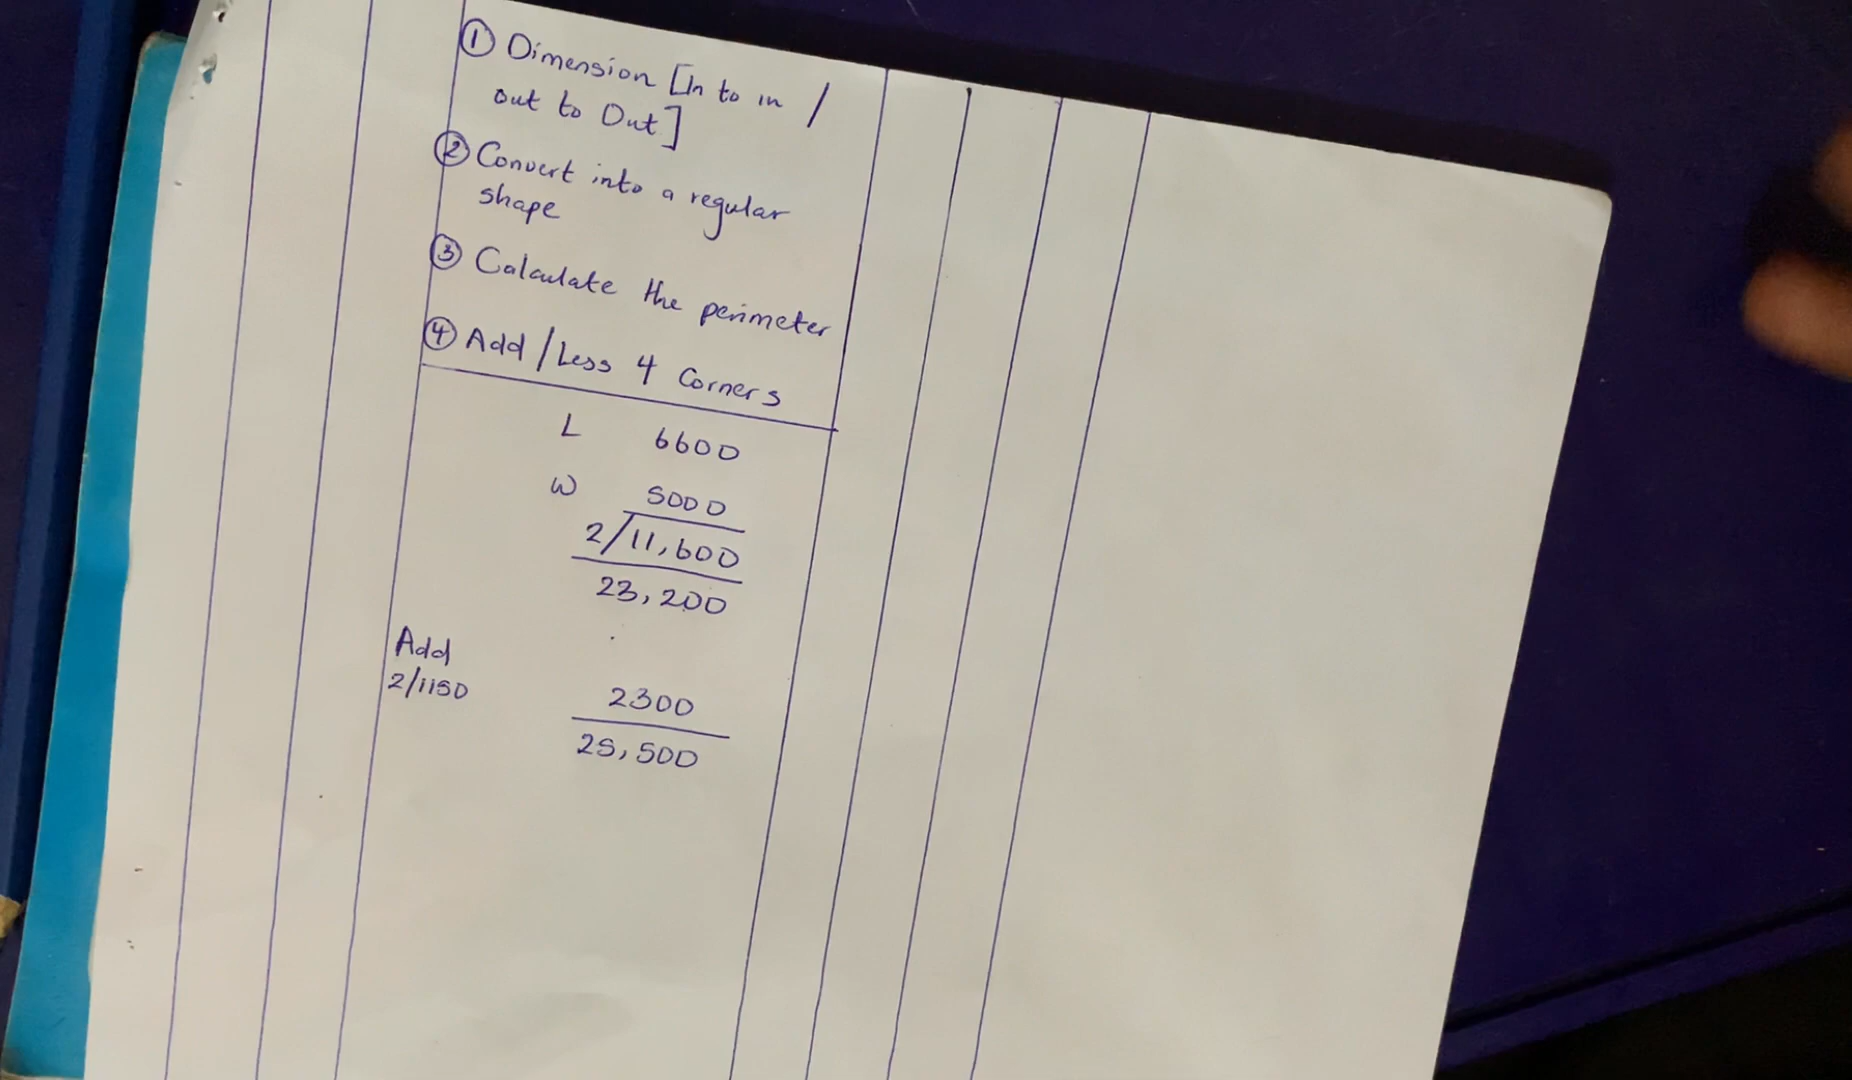 ① Dimension [In to in /
out to Out]
② Convert into a regular
shape
③ Calculate the perimeter
④ Add / Less 4 Corners
L 6600
W 5000
2/11,600
23,200
Add
2/1150 2300
25,500